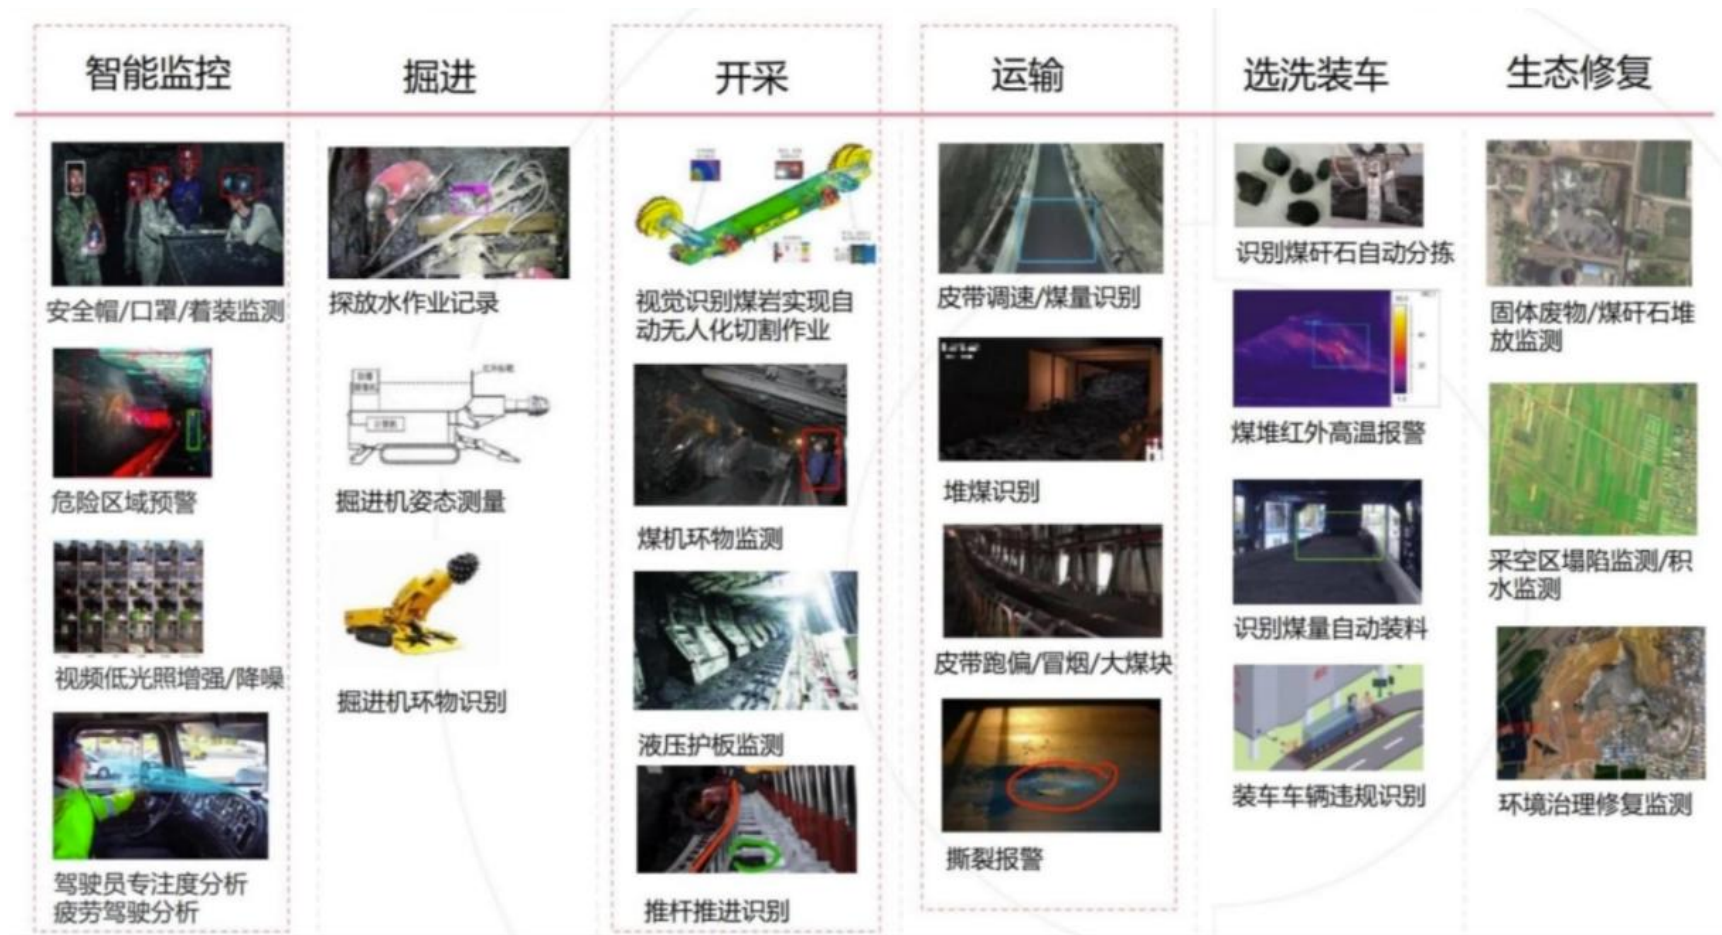 智能监控
安全帽/口罩/着装监测
危险区域预警
视频低光照增强/降噪
驾驶员专注度分析
疲劳驾驶分析
掘进
探放水作业记录
掘进机姿态测量
掘进机环物识别
开采
视觉识别煤岩实现自
动无人化切割作业
煤机环物监测
液压护板监测
推杆推进识别
运输
皮带调速/煤量识别
堆煤识别
皮带跑偏/冒烟/大煤块
撕裂报警
选洗装车
识别煤矸石自动分拣
煤堆红外高温报警
识别煤量自动装料
装车车辆违规识别
生态修复
固体废物/煤矸石堆
放监测
采空区塌陷监测/积
水监测
环境治理修复监测